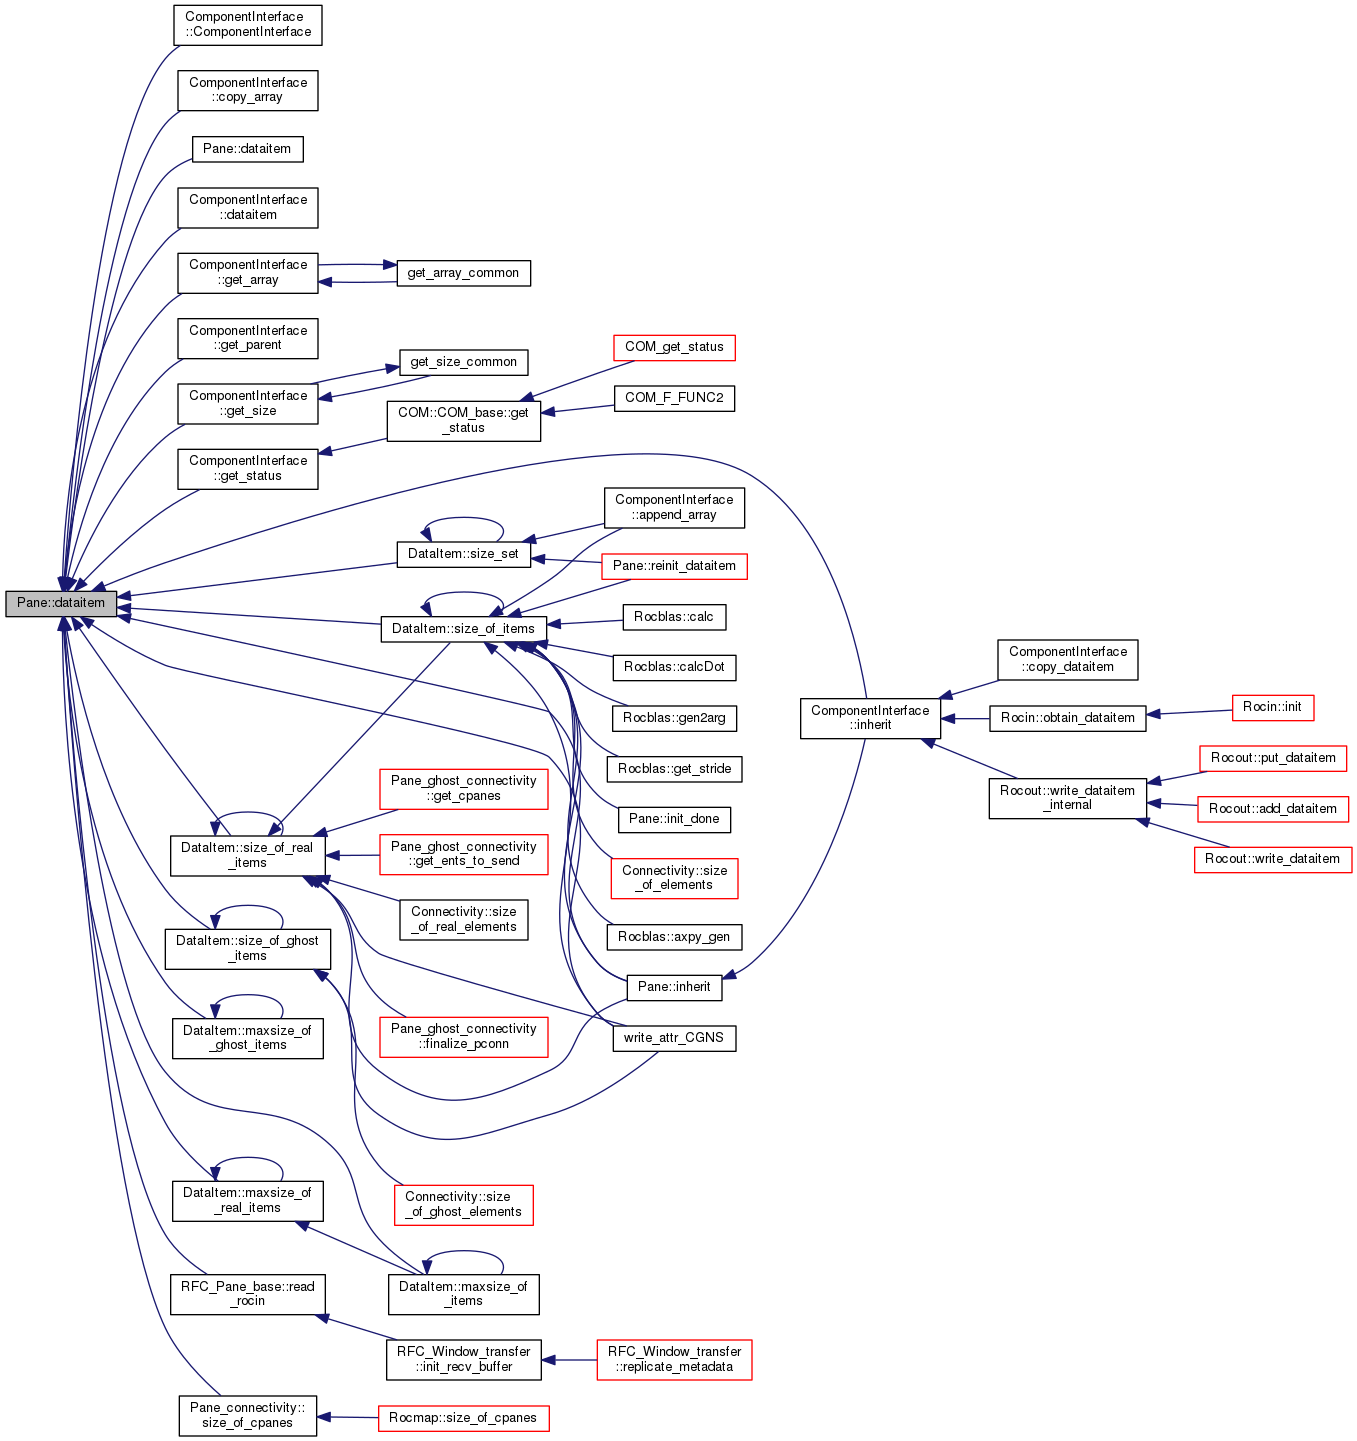 ComponentInterface
::ComponentInterface
ComponentInterface
::copy_array
Pane::dataitem
ComponentInterface
::dataitem
ComponentInterface
::get_array
get_array_common
ComponentInterface
::get_parent
get_size_common
ComponentInterface
::get_size
COM_get_status
COM_F_FUNC2
COM::COM_base::get
_status
ComponentInterface
::get_status
ComponentInterface
::append_array
DataItem::size_set
Pane::reinit_dataitem
Pane::dataitem
DataItem::size_of_items
Rocblas::calc
Rocblas::calcDot
Rocblas::gen2arg
Rocblas::get_stride
Pane::init_done
ComponentInterface
::inherit
ComponentInterface
::copy_dataitem
Rocin::obtain_dataitem
Rocin::init
Rocout::write_dataitem
_internal
Rocout::put_dataitem
Rocout::add_dataitem
Rocout::write_dataitem
Pane_ghost_connectivity
::get_cpanes
DataItem::size_of_real
_items
Pane_ghost_connectivity
::get_ents_to_send
Connectivity::size
_of_elements
Connectivity::size
_of_real_elements
Rocblas::axpy_gen
DataItem::size_of_ghost
_items
Pane::inherit
DataItem::maxsize_of
_ghost_items
Pane_ghost_connectivity
::finalize_pconn
write_attr_CGNS
DataItem::maxsize_of
_real_items
Connectivity::size
_of_ghost_elements
RFC_Pane_base::read
_rocin
DataItem::maxsize_of
_items
RFC_Window_transfer
::init_recv_buffer
RFC_Window_transfer
::replicate_metadata
Pane_connectivity::
size_of_cpanes
Rocmap::size_of_cpanes